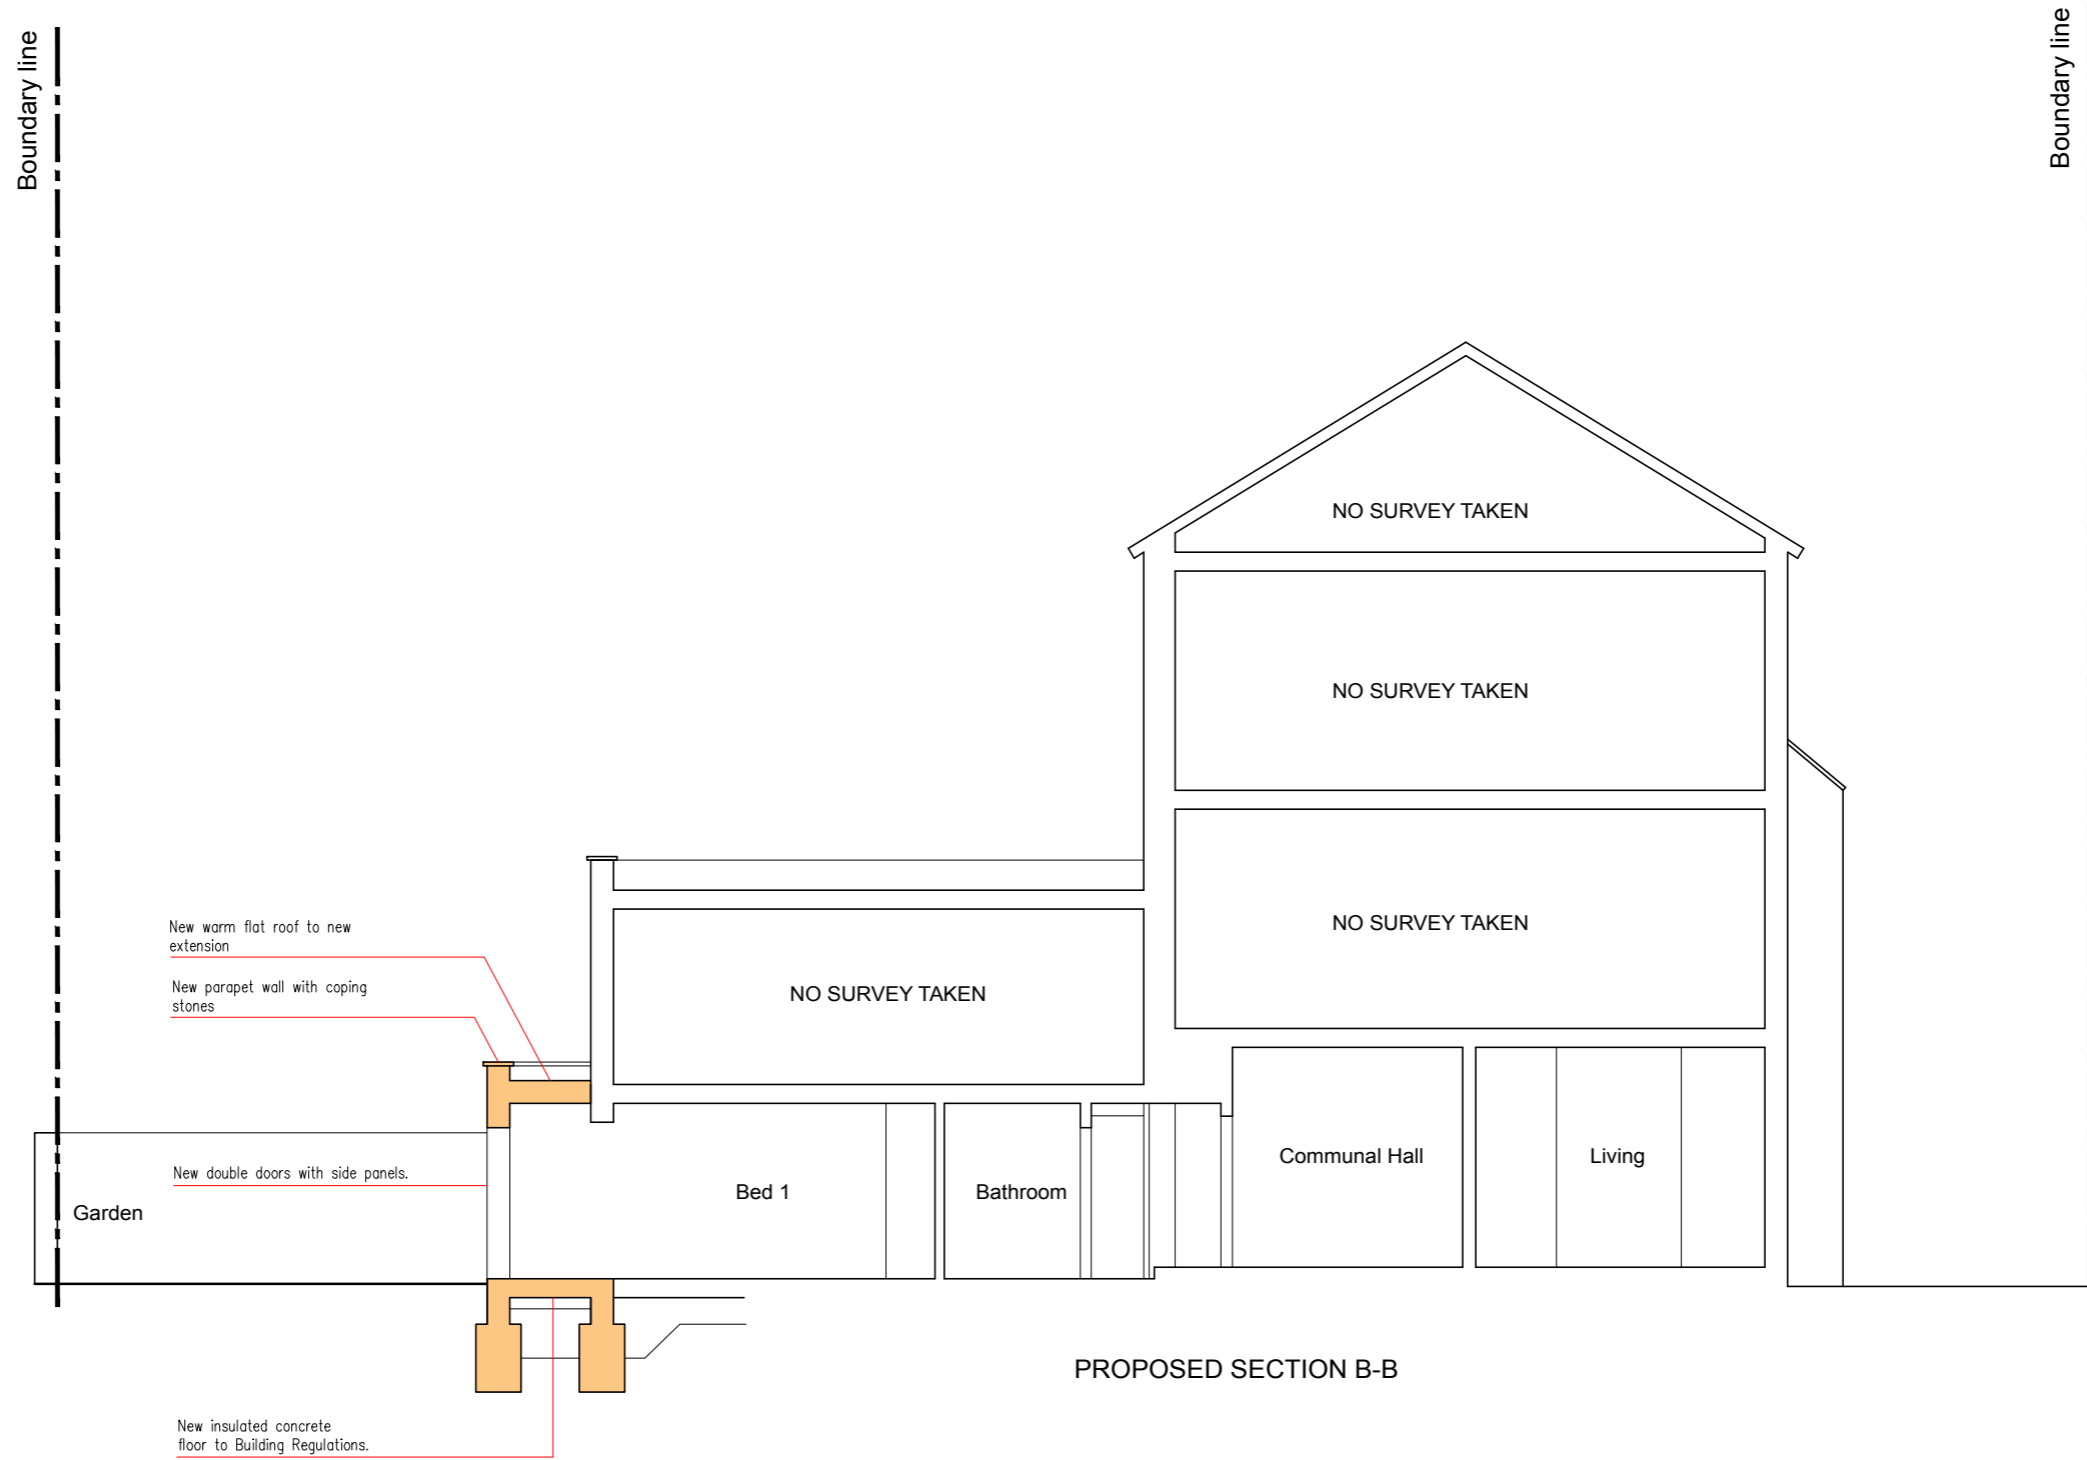 Boundary line
Boundary line
NO SURVEY TAKEN
NO SURVEY TAKEN
NO SURVEY TAKEN
New warm flat roof to new
extension
New parapet wall with coping
stones
NO SURVEY TAKEN
New double doors with side panels.
Garden
Bed 1
Bathroom
Communal Hall
Living
PROPOSED SECTION B-B
New insulated concrete
floor to Building Regulations.